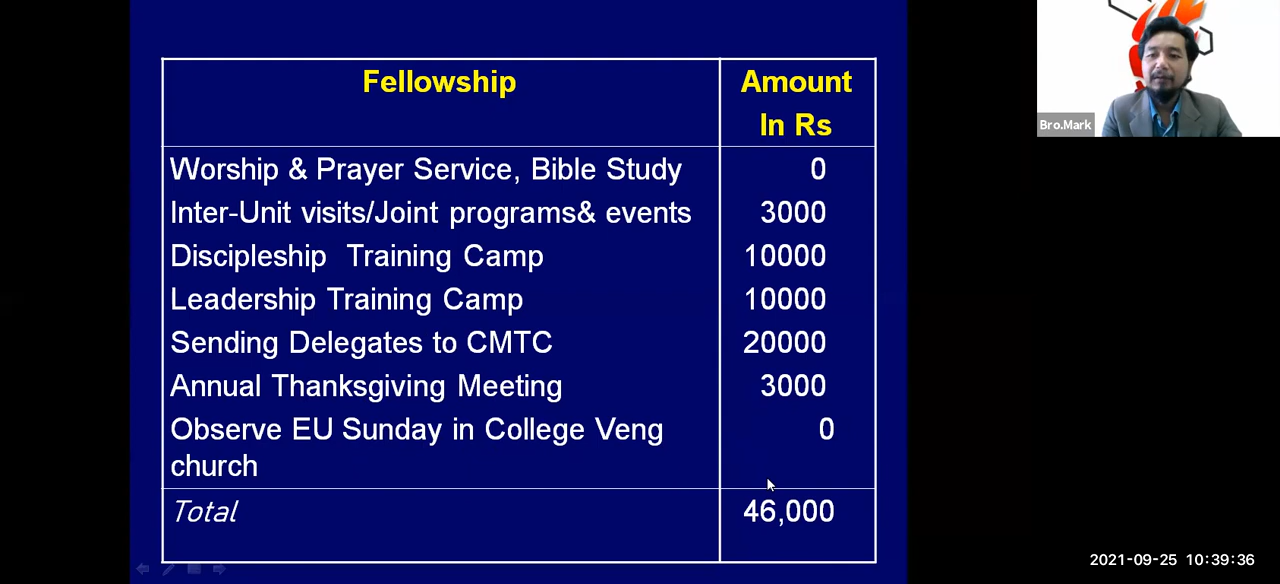 Fellowship Amount
In Rs
Worship & Prayer Service, Bible Study 0
Inter-Unit visits/Joint programs& events 3000
Discipleship Training Camp 10000
Leadership Training Camp 10000
Sending Delegates to CMTC 20000
Annual Thanksgiving Meeting 3000
Observe EU Sunday in College Veng 0
church
Total 46,000
Bro.Mark
2021-09-25 10:39:36